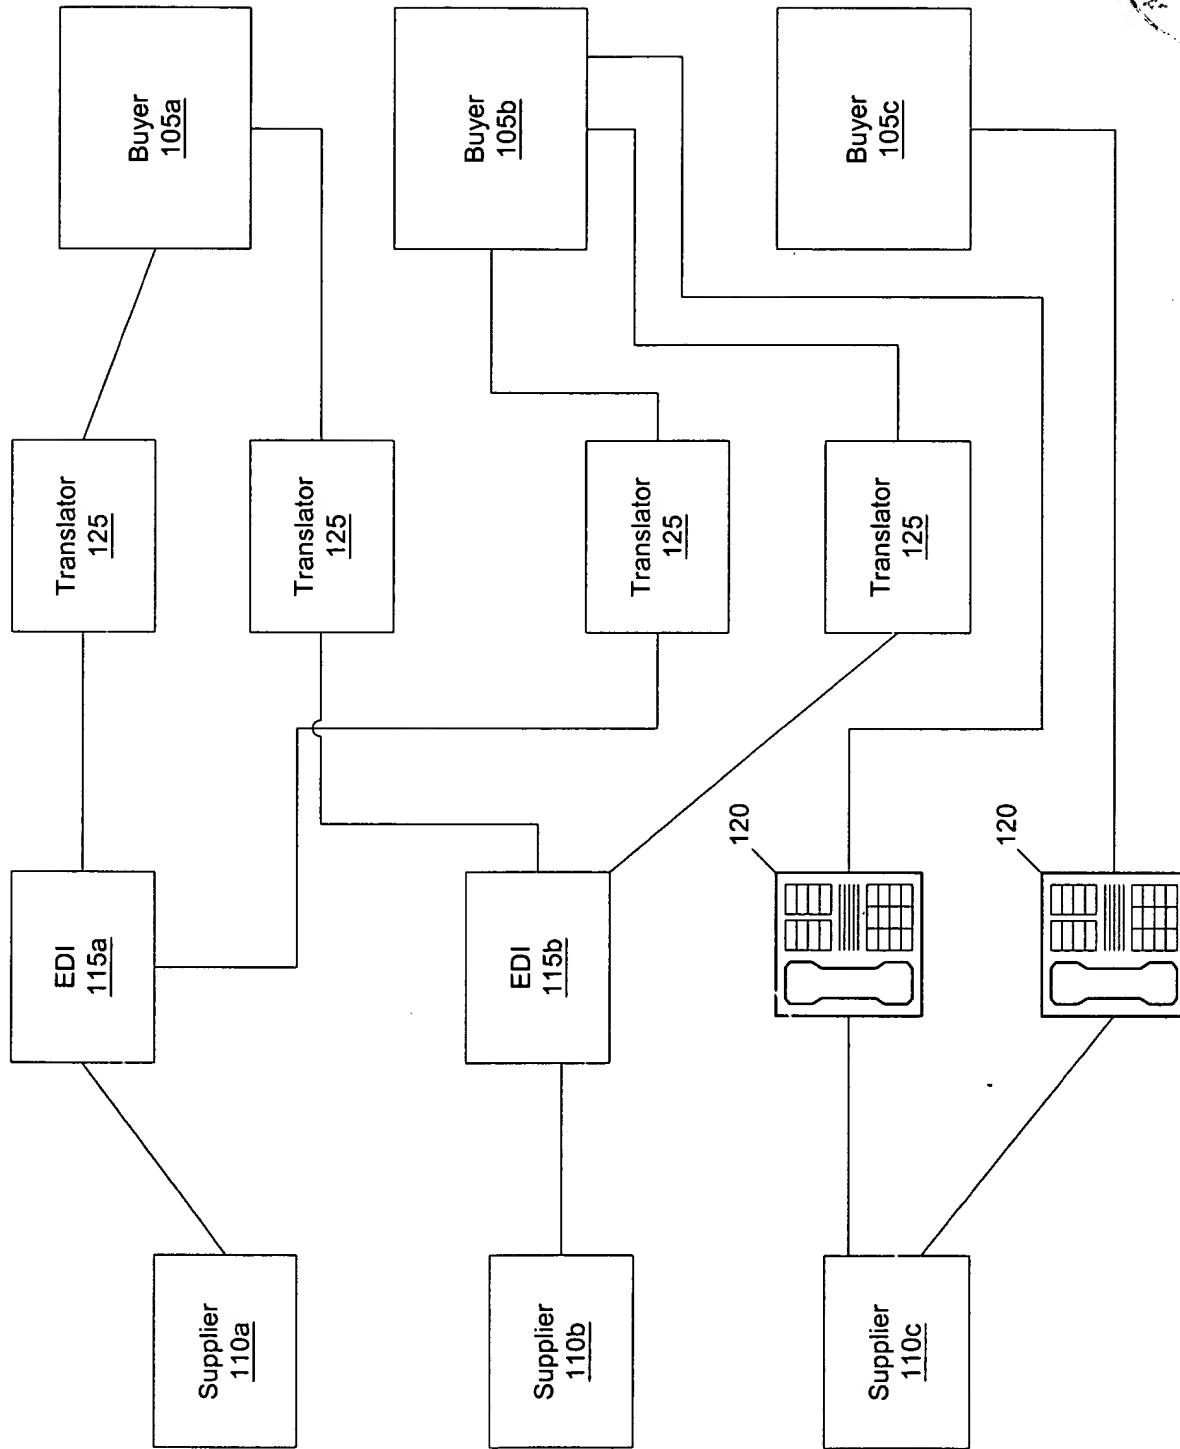 Buyer
105a
Buyer
105b
Buyer
105c
Translator
125
Translator
125
Translator
125
Translator
125
EDI
115a
EDI
115b
120
120
Supplier
110a
Supplier
110b
Supplier
110c